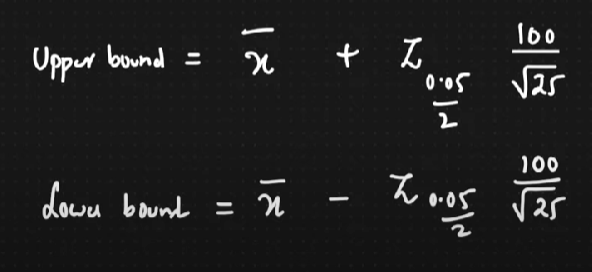 Upper bound = x̄ + Z_{0.05/2} 100/√25
Lower bound = x̄ - Z_{0.05/2} 100/√25